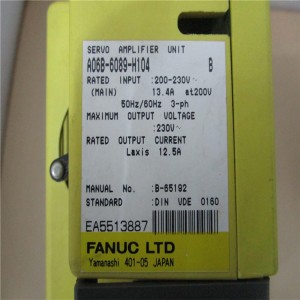 SERVO AMPLIFIER UNIT
A06B-6089-H104 B
RATED INPUT :200-230V~
(MAIN) 13.4A at200V
50Hz/60Hz 3-ph
MAXIMUM OUTPUT VOLTAGE
:230V~
RATED OUTPUT CURRENT
Laxis 12.5A
MANUAL No. :B-65192
STANDARD :DIN VDE 0160
EA5513887
FANUC LTD
Yamanashi 401-05 JAPAN